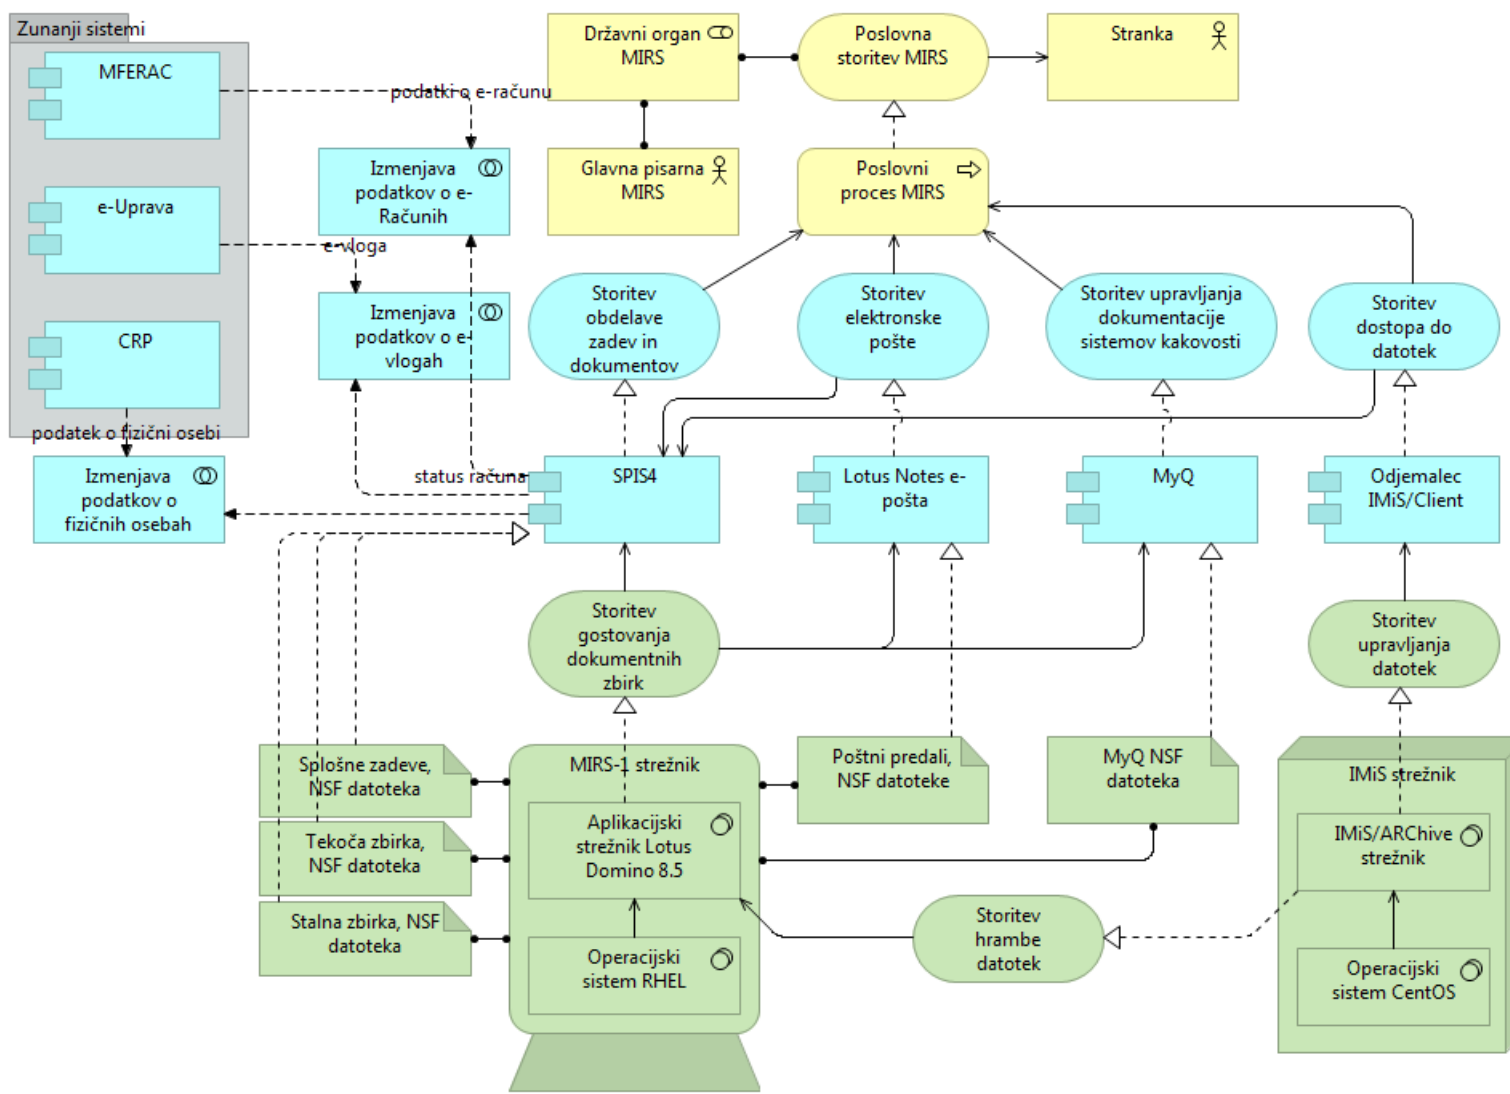 Zunanji sistemi
MFERAC
e-Uprava
CRP
podatki o e-računu
e-vloga
podatek o fizični osebi
status računa
Državni organ
MIRS
Poslovna
storitev MIRS
Stranka
Glavna pisarna
MIRS
Poslovni
proces MIRS
Izmenjava
podatkov o e-
Računih
Izmenjava
podatkov o e-
vlogah
Izmenjava
podatkov o
fizičnih osebah
Storitev
obdelave
zadev in
dokumentov
Storitev
elektronske
pošte
Storitev upravljanja
dokumentacije
sistemov kakovosti
Storitev
dostopa do
datotek
SPIS4
Lotus Notes e-
pošta
MyQ
Odjemalec
IMiS/Client
Storitev
gostovanja
dokumentnih
zbirk
Storitev
upravljanja
datotek
Splošne zadeve,
NSF datoteka
Tekoča zbirka,
NSF datoteka
Stalna zbirka, NSF
datoteka
MIRS-1 strežnik
Aplikacijski
strežnik Lotus
Domino 8.5
Operacijski
sistem RHEL
Poštni predali,
NSF datoteke
MyQ NSF
datoteka
Storitev
hrambe
datotek
IMiS strežnik
IMiS/ARChive
strežnik
Operacijski
sistem CentOS